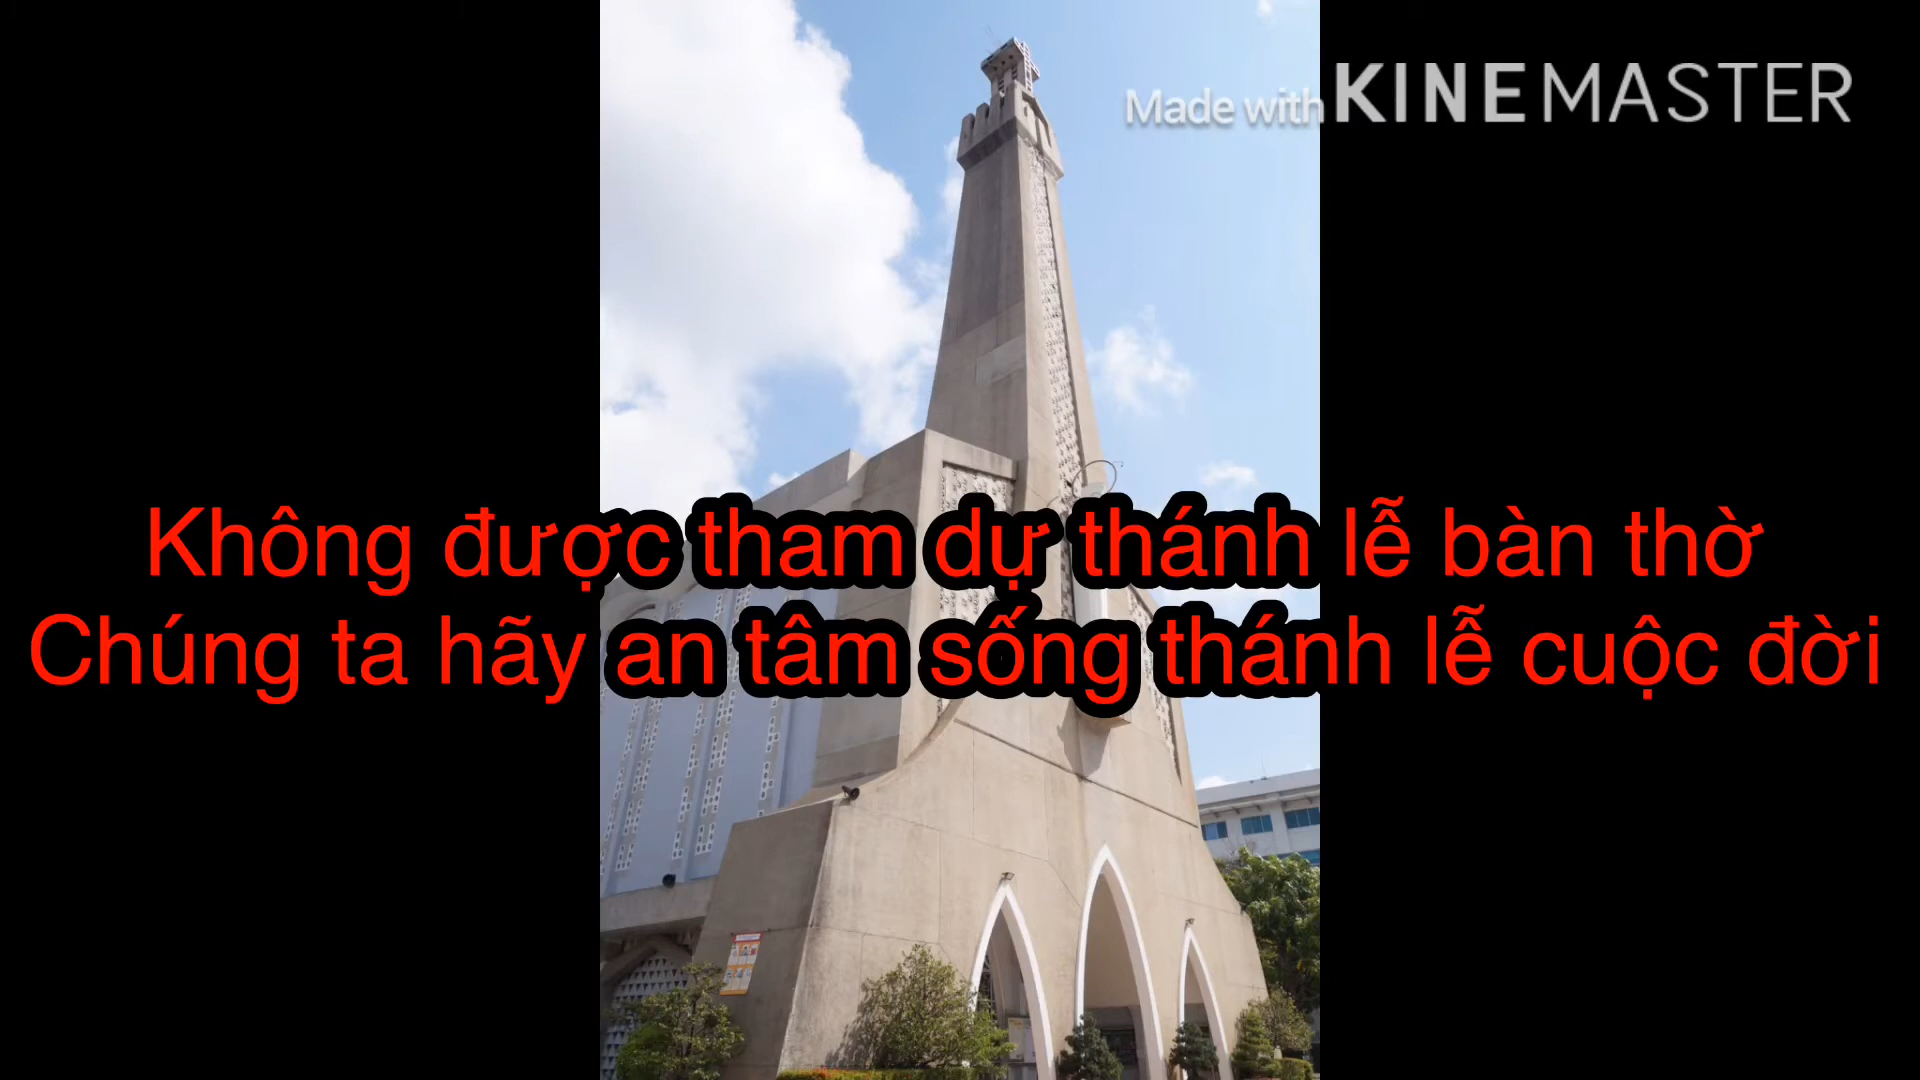 Made with KINEMASTER
Không được tham dự thánh lễ bàn thờ
Chúng ta hãy an tâm sống thánh lễ cuộc đời